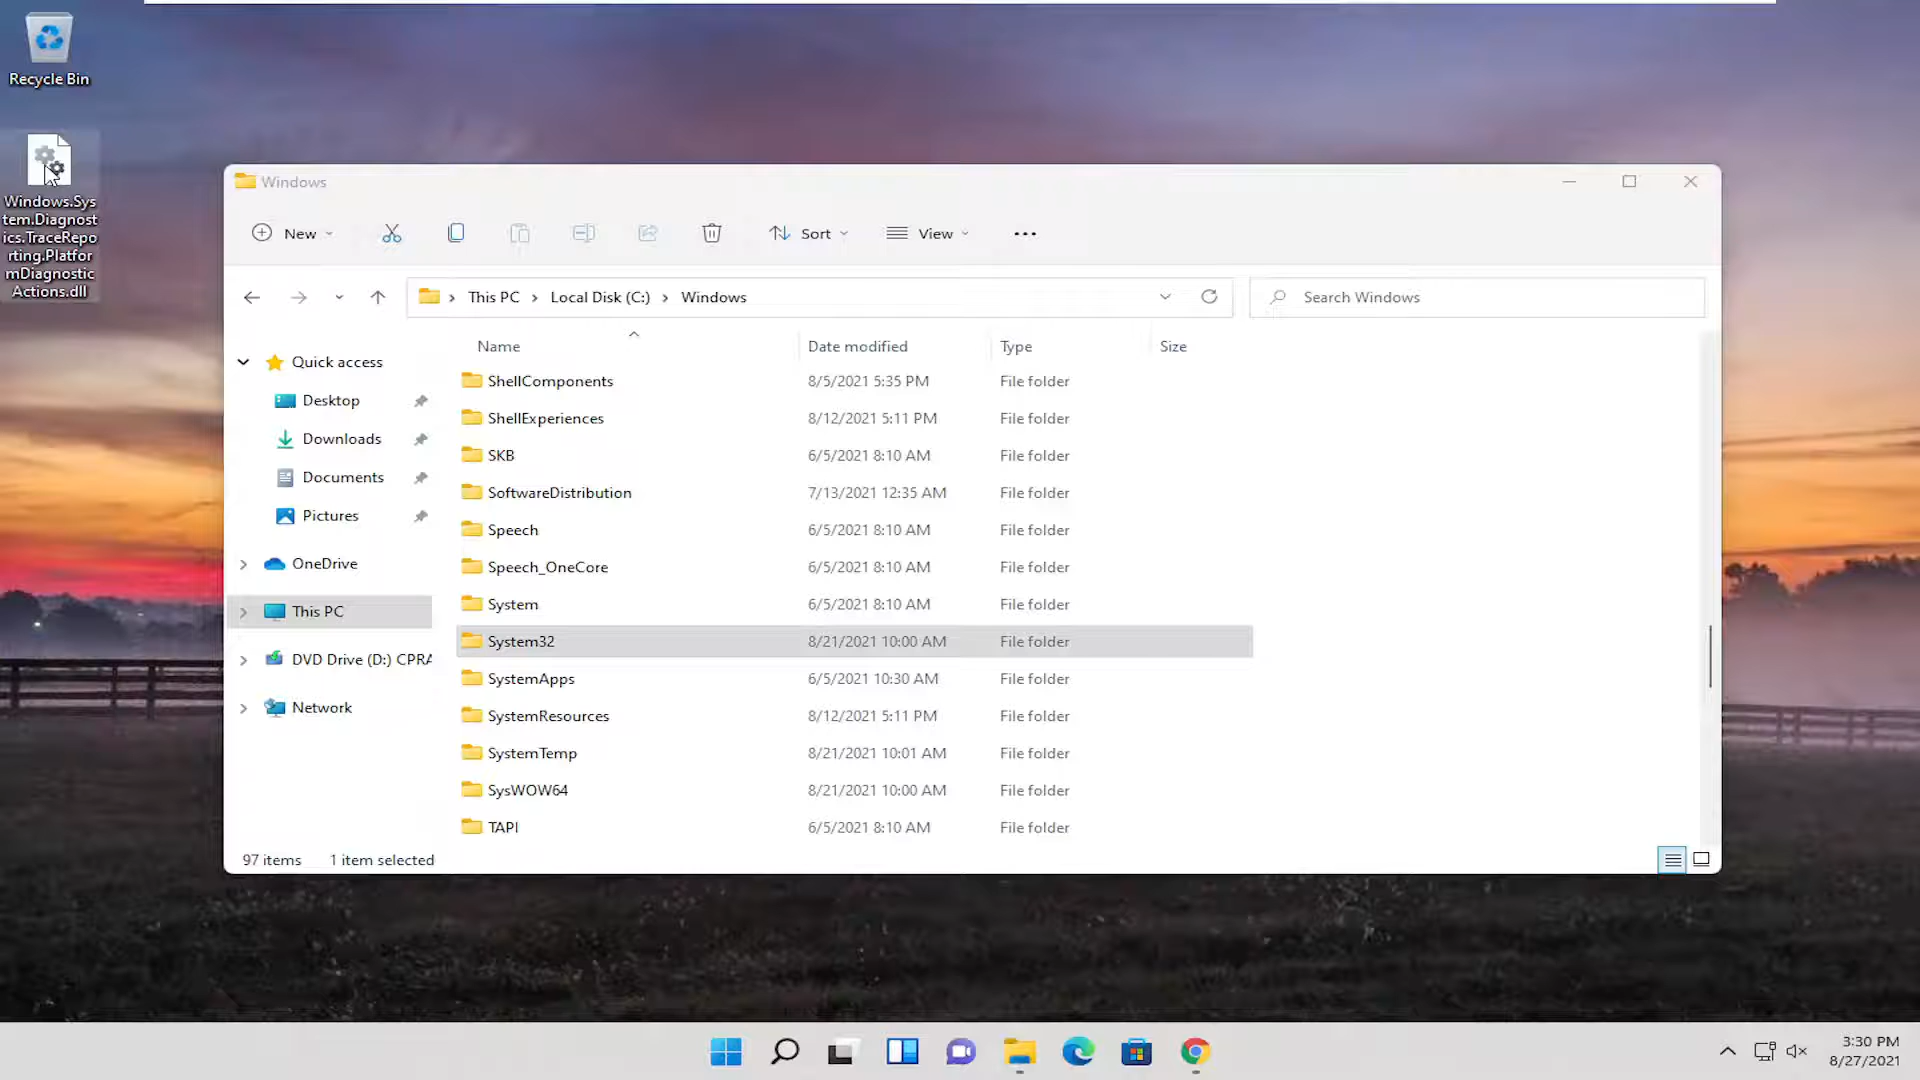 Recycle Bin
Windows.Sys
tem.Diagnost
ics.TraceRepo
rting.Platfor
mDiagnostic
Actions.dll
Windows
New
Sort
View
This PC
Local Disk (C:)
Windows
Search Windows
Quick access
Desktop
Downloads
Documents
Pictures
OneDrive
This PC
DVD Drive (D:) CPRA
Network
Name Date modified Type Size
ShellComponents 8/5/2021 5:35 PM File folder
ShellExperiences 8/12/2021 5:11 PM File folder
SKB 6/5/2021 8:10 AM File folder
SoftwareDistribution 7/13/2021 12:35 AM File folder
Speech 6/5/2021 8:10 AM File folder
Speech_OneCore 6/5/2021 8:10 AM File folder
System 6/5/2021 8:10 AM File folder
System32 8/21/2021 10:00 AM File folder
SystemApps 6/5/2021 10:30 AM File folder
SystemResources 8/12/2021 5:11 PM File folder
SystemTemp 8/21/2021 10:01 AM File folder
SysWOW64 8/21/2021 10:00 AM File folder
TAPI 6/5/2021 8:10 AM File folder
97 items 1 item selected
3:30 PM
8/27/2021